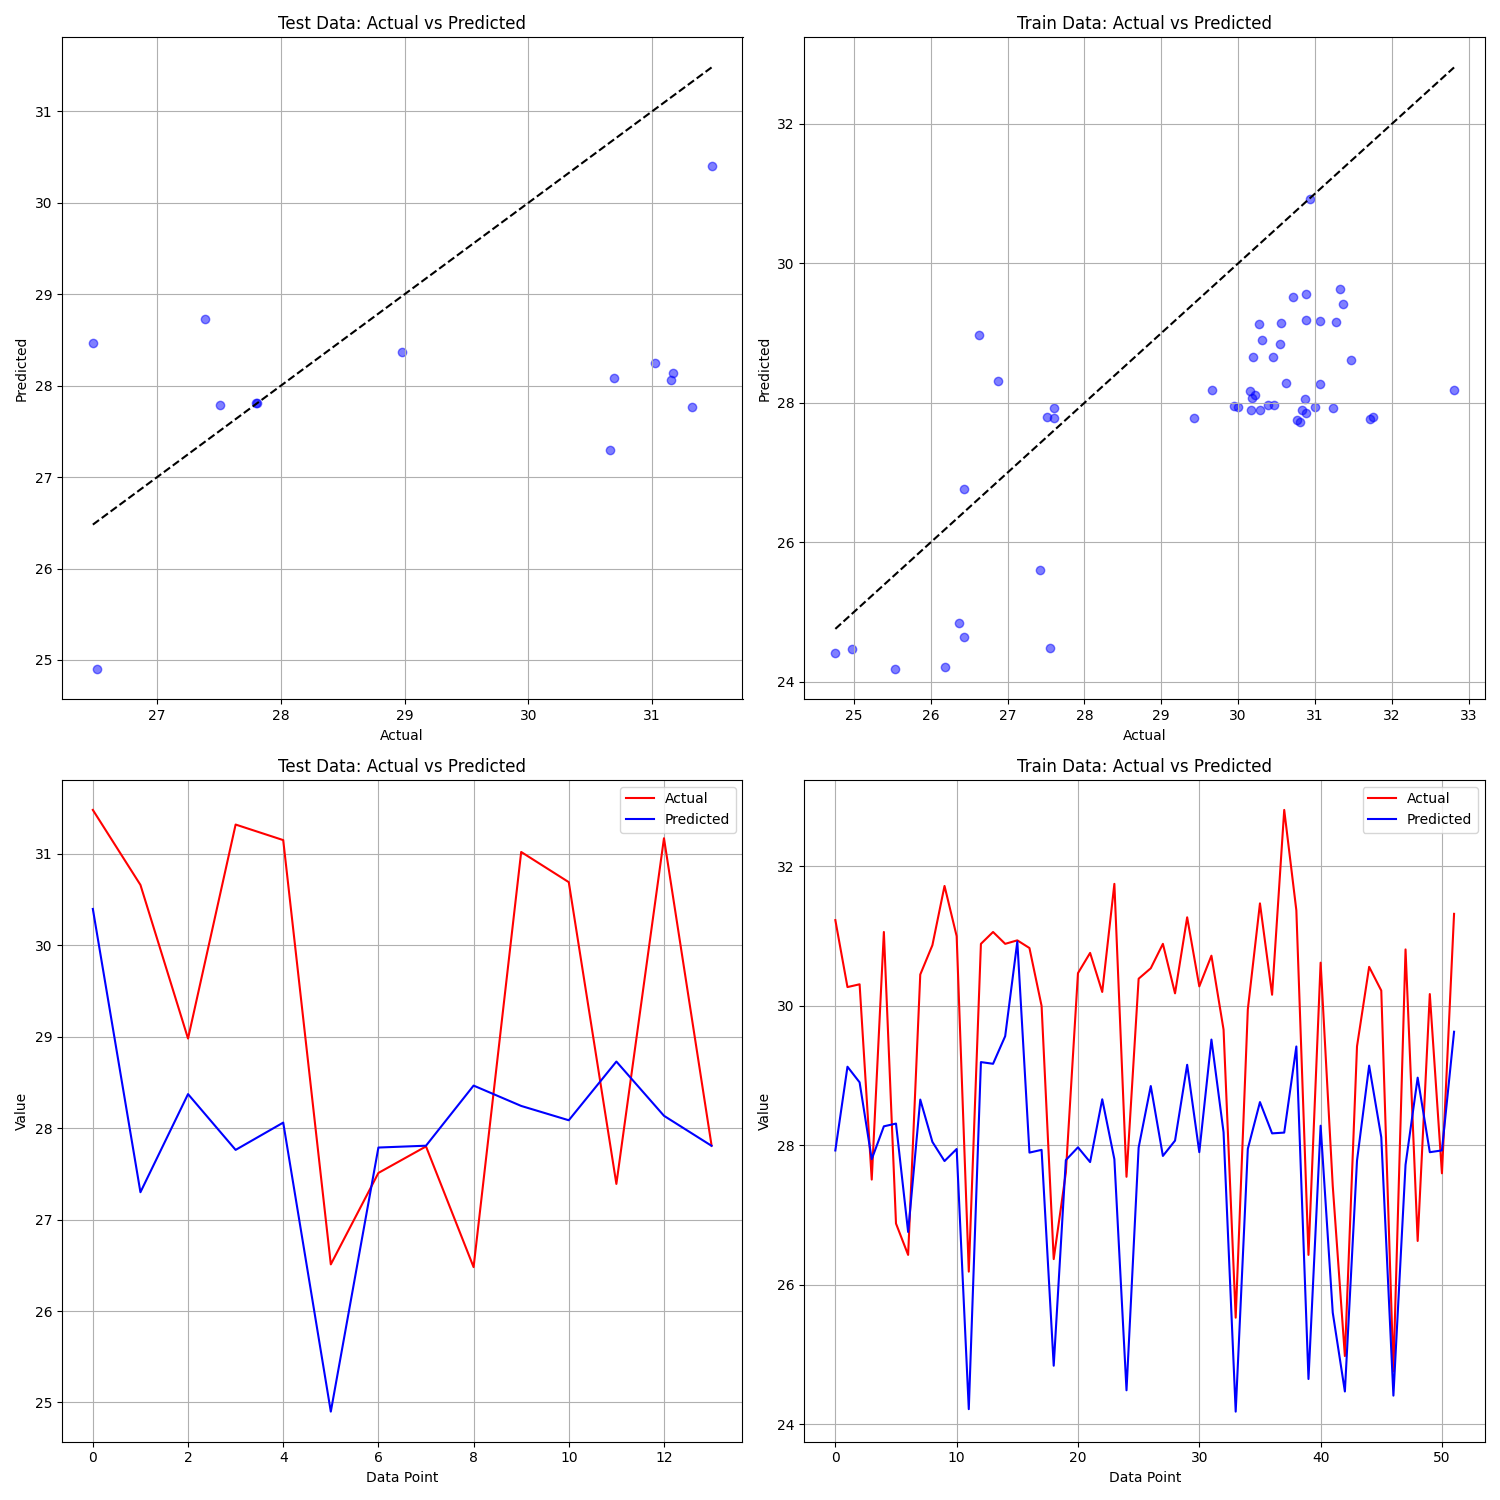 Test Data: Actual vs Predicted
Predicted
31
30
29
28
27
26
25
27 28 29 30 31
Actual
Train Data: Actual vs Predicted
Predicted
32
30
28
26
24
25 26 27 28 29 30 31 32 33
Actual
Test Data: Actual vs Predicted
Actual
Predicted
Value
31
30
29
28
27
26
25
0 2 4 6 8 10 12
Data Point
Train Data: Actual vs Predicted
Actual
Predicted
Value
32
30
28
26
24
0 10 20 30 40 50
Data Point